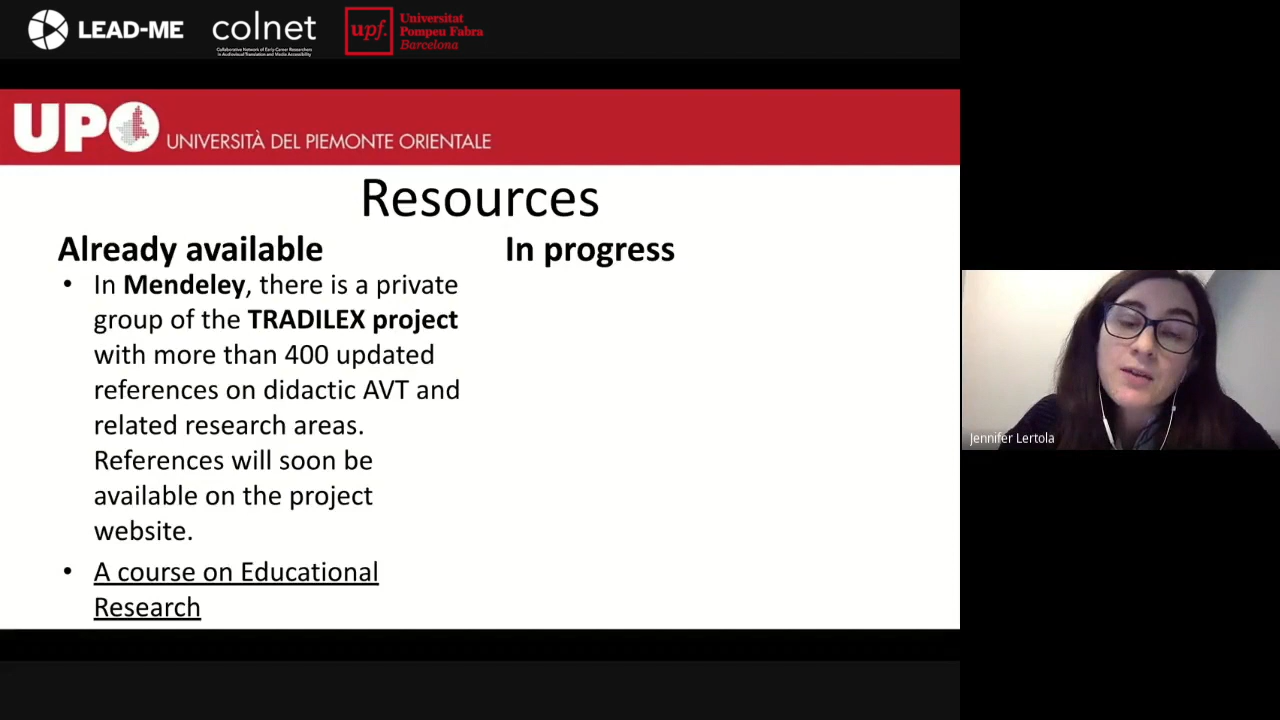 LEAD-ME
colnet
Collaborative Network of Early-Career Researchers
in Audiovisual Translation and Media Accessibility
upf.
Universitat
Pompeu Fabra
Barcelona
UPO
UNIVERSITÀ DEL PIEMONTE ORIENTALE
Resources
Already available
• In Mendeley, there is a private
group of the TRADILEX project
with more than 400 updated
references on didactic AVT and
related research areas.
References will soon be
available on the project
website.
• A course on Educational
Research
In progress
Jennifer Lertola